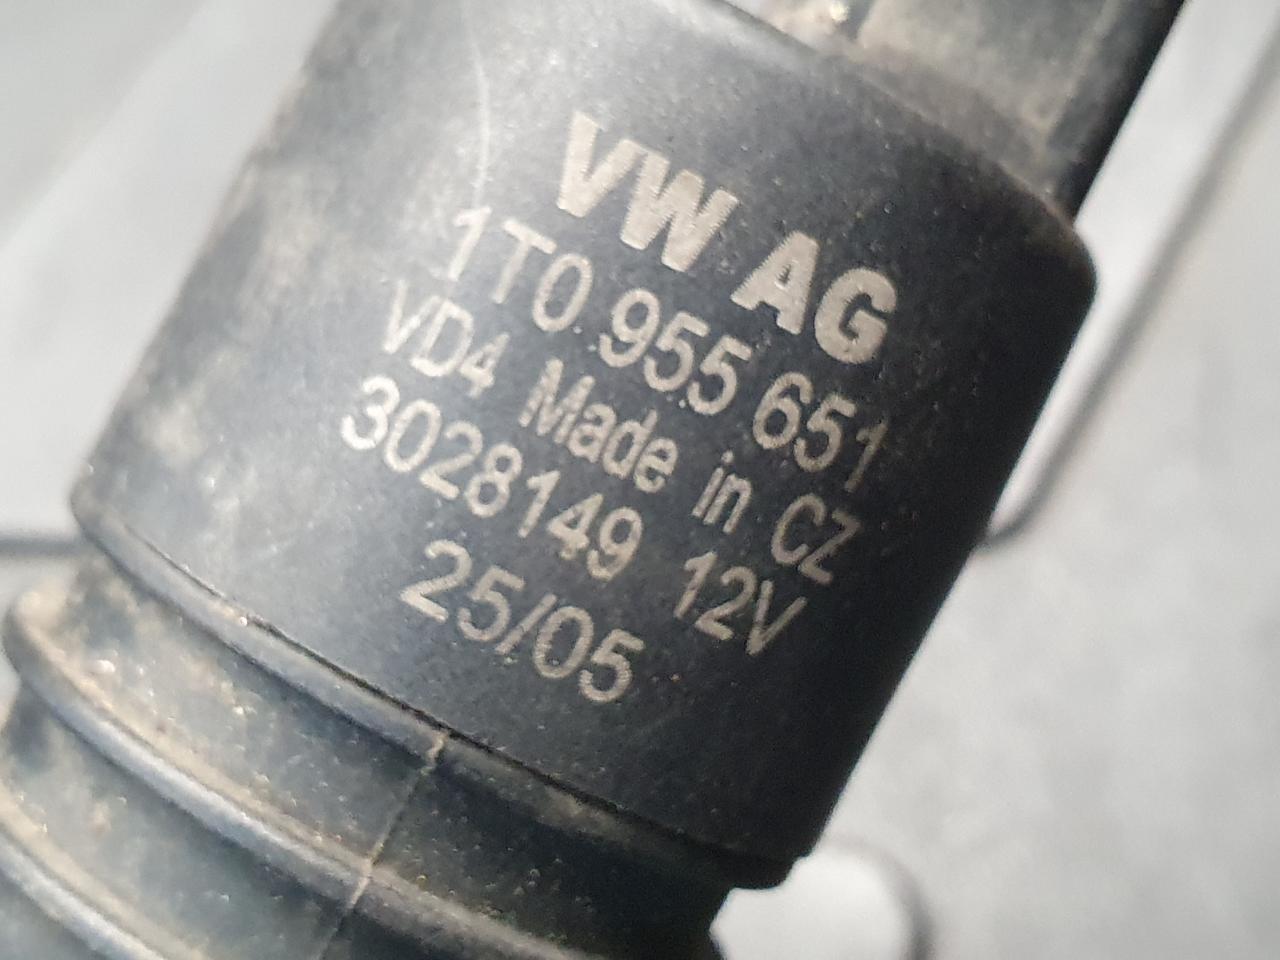 VW AG
1T0 955 651
VD4 Made in CZ
3028149 12V
25/05